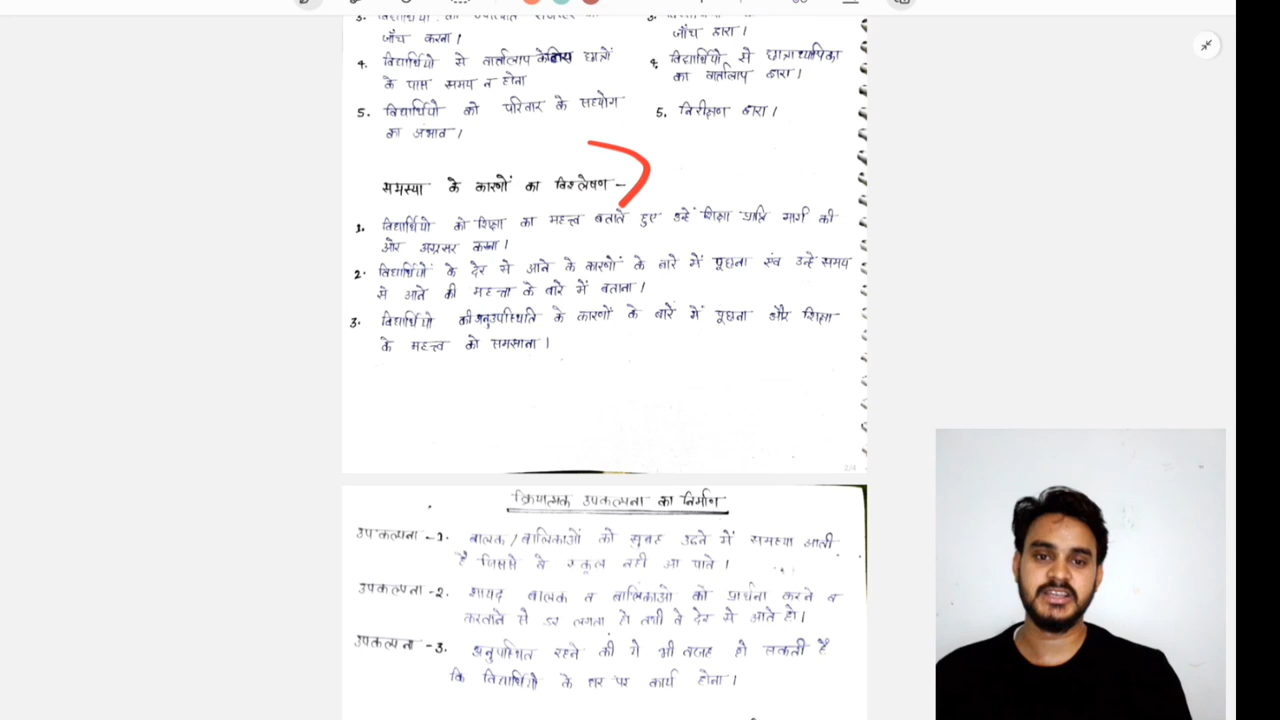 जाँच करना।
4. विद्यार्थियो से वार्तालाप के लिए छात्रों
के पास समय न होना
5. विद्यार्थियो को परिवार के सहयोग
का अभाव।
जाँच द्वारा।
4. विद्यार्थियो से छात्राध्यापिका
का वार्तालाप द्वारा।
5. निरीक्षण द्वारा।
समस्या के कारणों का विश्लेषण -
1. विद्यार्थियो को शिक्षा का महत्त्व बताते हुए उन्हें शिक्षा प्राप्ति मार्ग की
ओर अग्रसर करना।
2. विद्यार्थियों के देर से आने के कारणों के बारे में पूछना एंव उन्हें समय
से आने की महत्ता के बारे में बताना।
3. विद्यार्थियो की अनुउपस्थिति के कारणों के बारे में पूछना और शिक्षा
के महत्त्व को समझाना।
2/4
क्रियात्मक उपकल्पना का निर्माण
उपकल्पना -1. बालक/बालिकाओं को सुबह उठने में समस्या आती
है जिससे वे स्कूल नही आ पाते।
उपकल्पना -2. शायद बालक व बालिकाओ को प्रार्थना करने व
करवाने से डर लगता हो तभी वे देर से आते हो।
उपकल्पना -3. अनुपस्थित रहने की ये भी वजह हो सकती है
कि विद्यार्थियो के घर पर कार्य होना।